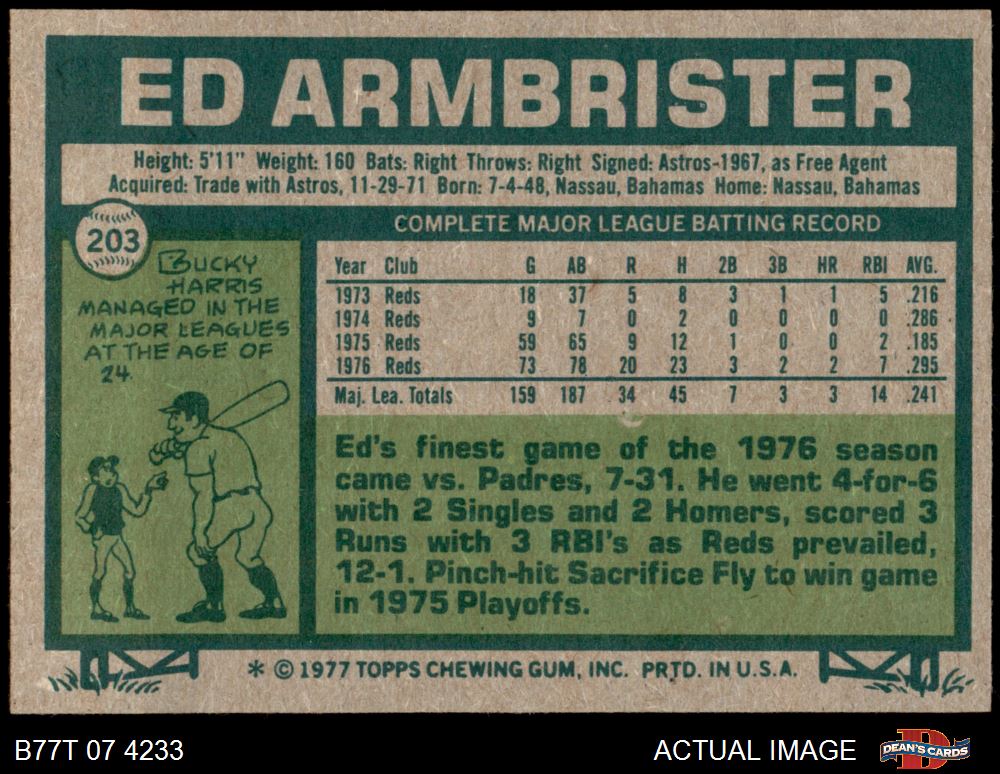 ED ARMBRISTER
Height: 5'11" Weight: 160 Bats: Right Throws: Right Signed: Astros-1967, as Free Agent
Acquired: Trade with Astros, 11-29-71 Born: 7-4-48, Nassau, Bahamas Home: Nassau, Bahamas
203
BUCKY
HARRIS
MANAGED IN THE
MAJOR LEAGUES
AT THE AGE OF
24.
COMPLETE MAJOR LEAGUE BATTING RECORD
Year Club G AB R H 2B 3B HR RBI AVG.
1973 Reds 18 37 5 8 3 1 1 5 .216
1974 Reds 9 7 0 2 0 0 0 0 .286
1975 Reds 59 65 9 12 1 0 0 2 .185
1976 Reds 73 78 20 23 3 2 2 7 .295
Maj. Lea. Totals 159 187 34 45 7 3 3 14 .241
Ed's finest game of the 1976 season
came vs. Padres, 7-31. He went 4-for-6
with 2 Singles and 2 Homers, scored 3
Runs with 3 RBI's as Reds prevailed,
12-1. Pinch-hit Sacrifice Fly to win game
in 1975 Playoffs.
* © 1977 TOPPS CHEWING GUM, INC. PRTD. IN U.S.A.
B77T 07 4233
ACTUAL IMAGE
DEAN'S CARDS